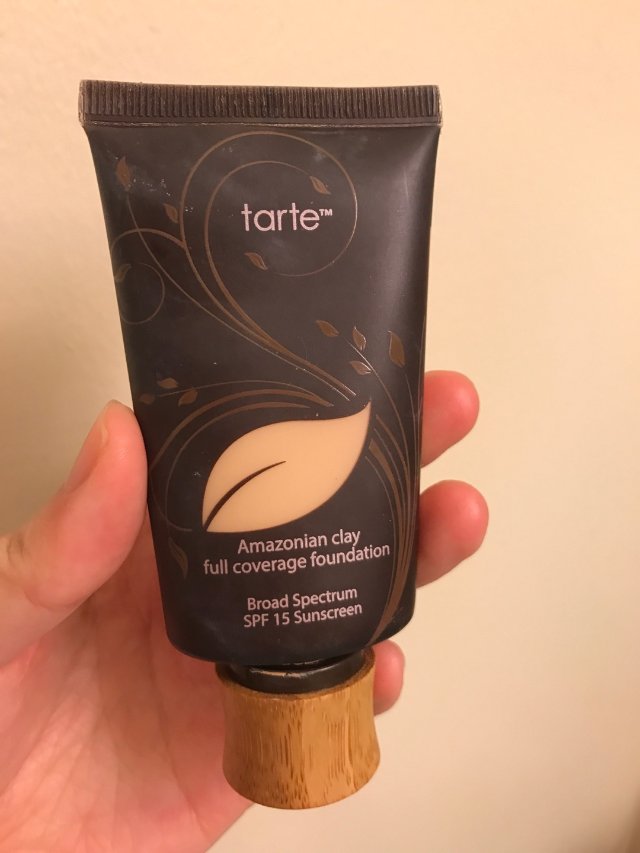 tarte™
Amazonian clay
full coverage foundation
Broad Spectrum
SPF 15 Sunscreen